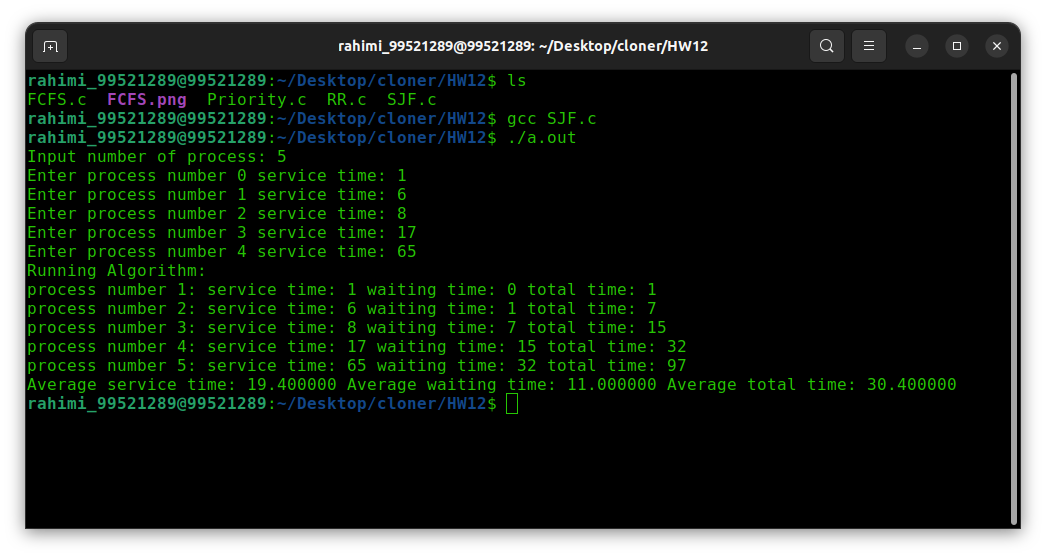 rahimi_99521289@99521289: ~/Desktop/cloner/HW12
rahimi_99521289@99521289:~/Desktop/cloner/HW12$ ls
FCFS.c  FCFS.png  Priority.c  RR.c  SJF.c
rahimi_99521289@99521289:~/Desktop/cloner/HW12$ gcc SJF.c
rahimi_99521289@99521289:~/Desktop/cloner/HW12$ ./a.out
Input number of process: 5
Enter process number 0 service time: 1
Enter process number 1 service time: 6
Enter process number 2 service time: 8
Enter process number 3 service time: 17
Enter process number 4 service time: 65
Running Algorithm:
process number 1: service time: 1 waiting time: 0 total time: 1
process number 2: service time: 6 waiting time: 1 total time: 7
process number 3: service time: 8 waiting time: 7 total time: 15
process number 4: service time: 17 waiting time: 15 total time: 32
process number 5: service time: 65 waiting time: 32 total time: 97
Average service time: 19.400000 Average waiting time: 11.000000 Average total time: 30.400000
rahimi_99521289@99521289:~/Desktop/cloner/HW12$